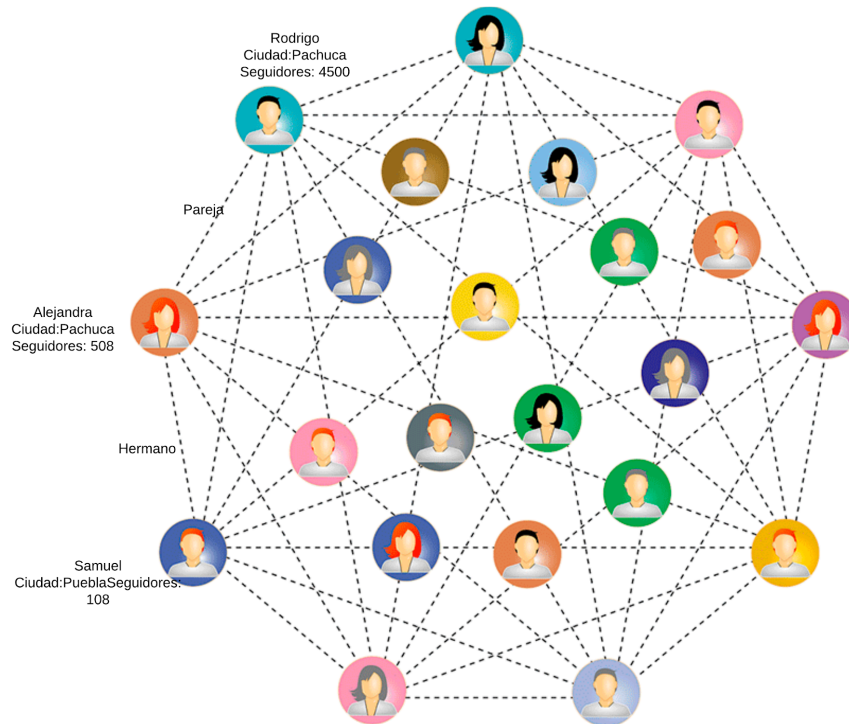 Rodrigo
Ciudad:Pachuca
Seguidores: 4500
Pareja
Alejandra
Ciudad:Pachuca
Seguidores: 508
Hermano
Samuel
Ciudad:PueblaSeguidores:
108